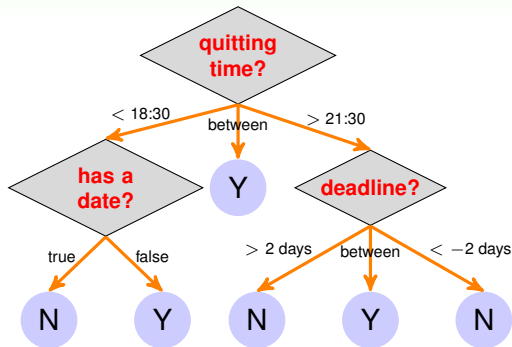 quitting
time?
< 18:30
between
> 21:30
has a
date?
Y
deadline?
true
false
> 2 days
between
< −2 days
N
Y
N
Y
N